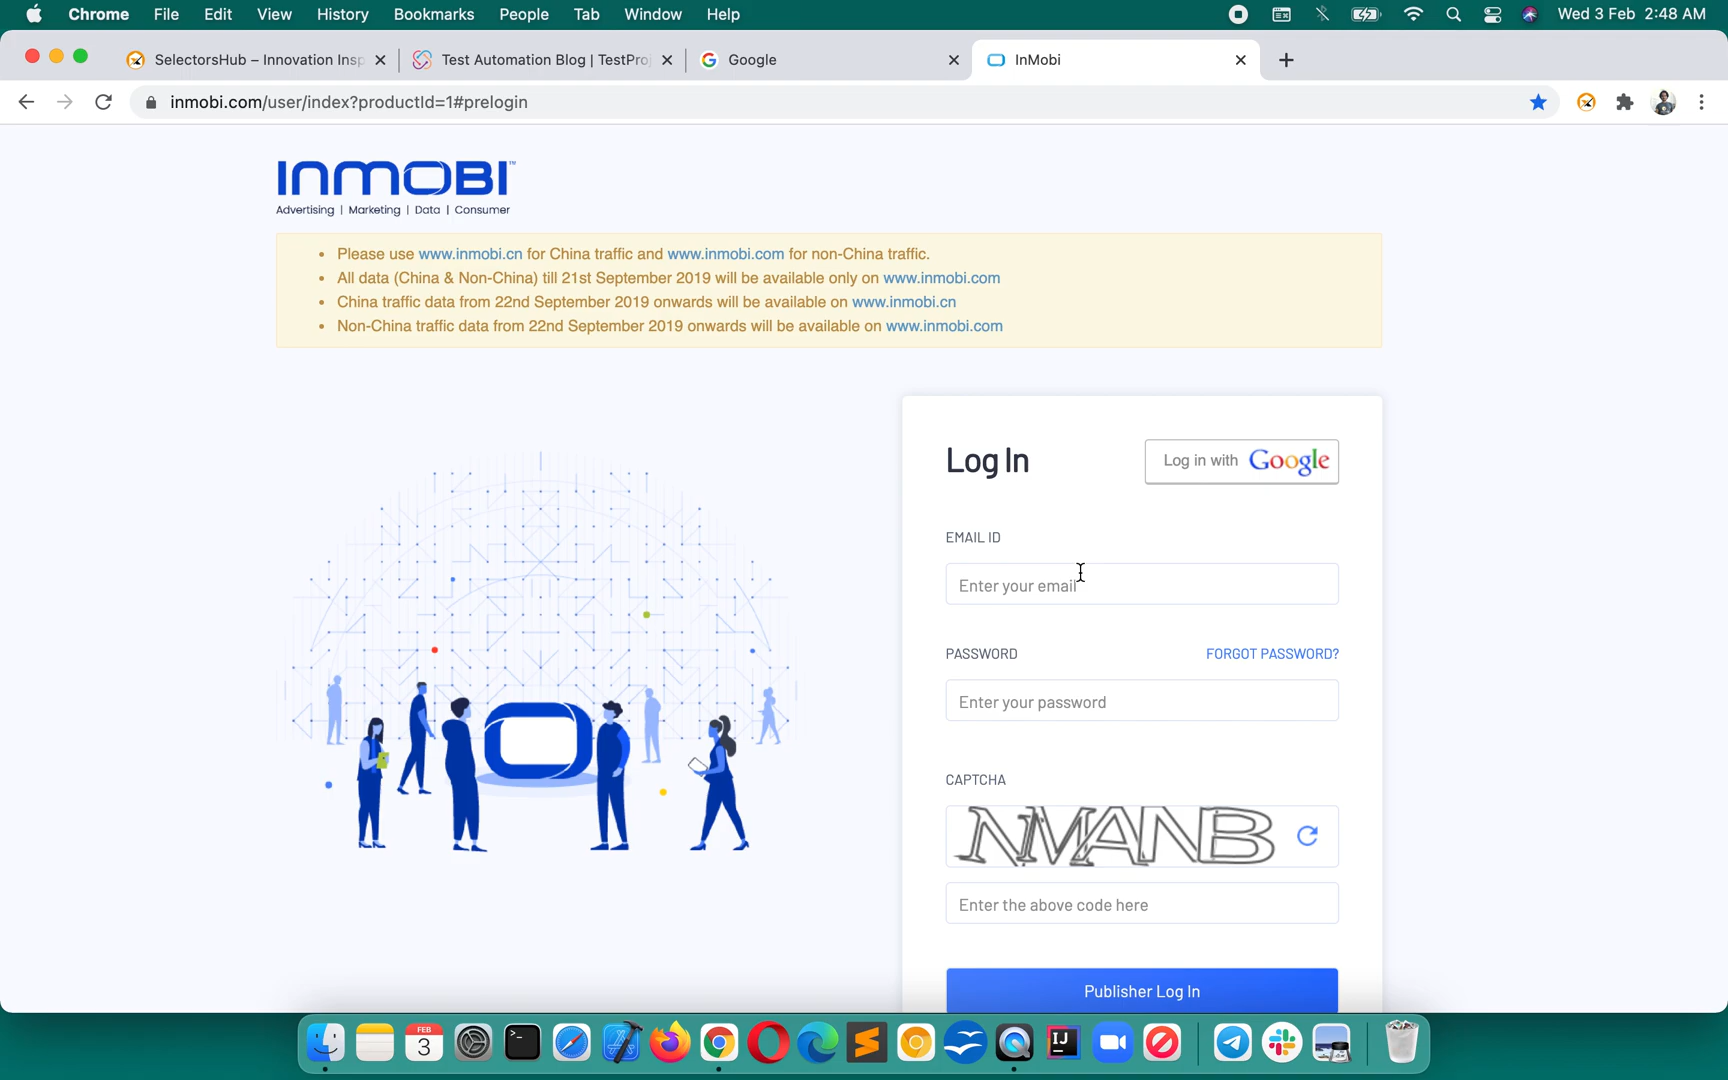 Chrome File Edit View History Bookmarks People Tab Window Help Wed 3 Feb 2:48 AM
SelectorsHub – Innovation Insp Test Automation Blog | TestProj Google InMobi
inmobi.com/user/index?productId=1#prelogin
INMOBI™
Advertising | Marketing | Data | Consumer
• Please use www.inmobi.cn for China traffic and www.inmobi.com for non-China traffic.
• All data (China & Non-China) till 21st September 2019 will be available only on www.inmobi.com
• China traffic data from 22nd September 2019 onwards will be available on www.inmobi.cn
• Non-China traffic data from 22nd September 2019 onwards will be available on www.inmobi.com
Log In
Log in with Google
EMAIL ID
Enter your email
PASSWORD FORGOT PASSWORD?
Enter your password
CAPTCHA
NMANB
Enter the above code here
Publisher Log In
FEB
3
IJ